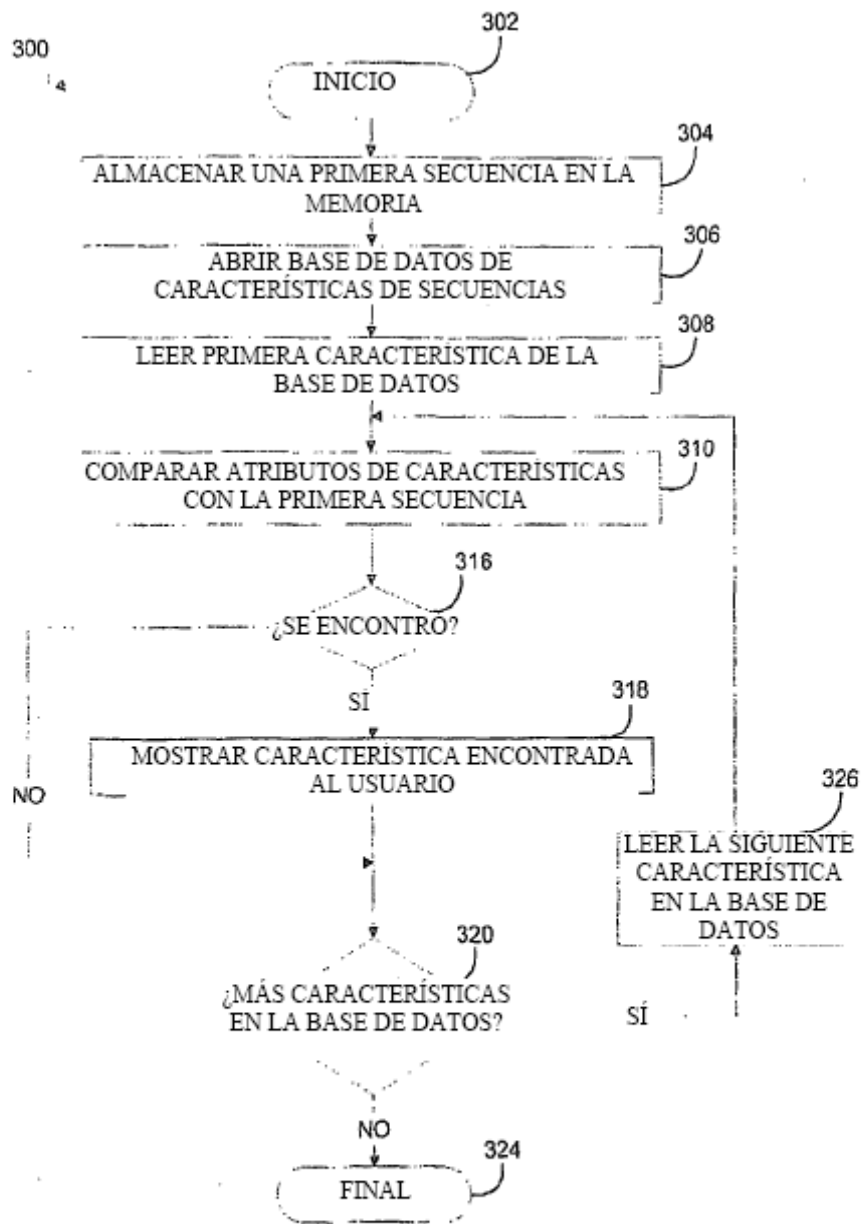 300
302
INICIO
304
ALMACENAR UNA PRIMERA SECUENCIA EN LA
MEMORIA
306
ABRIR BASE DE DATOS DE
CARACTERÍSTICAS DE SECUENCIAS
308
LEER PRIMERA CARACTERÍSTICA DE LA
BASE DE DATOS
310
COMPARAR ATRIBUTOS DE CARACTERÍSTICAS
CON LA PRIMERA SECUENCIA
316
¿SE ENCONTRO?
SÍ
318
MOSTRAR CARACTERÍSTICA ENCONTRADA
AL USUARIO
NO
326
LEER LA SIGUIENTE
CARACTERÍSTICA
EN LA BASE DE
DATOS
320
¿MÁS CARACTERÍSTICAS
EN LA BASE DE DATOS?
SÍ
NO
324
FINAL